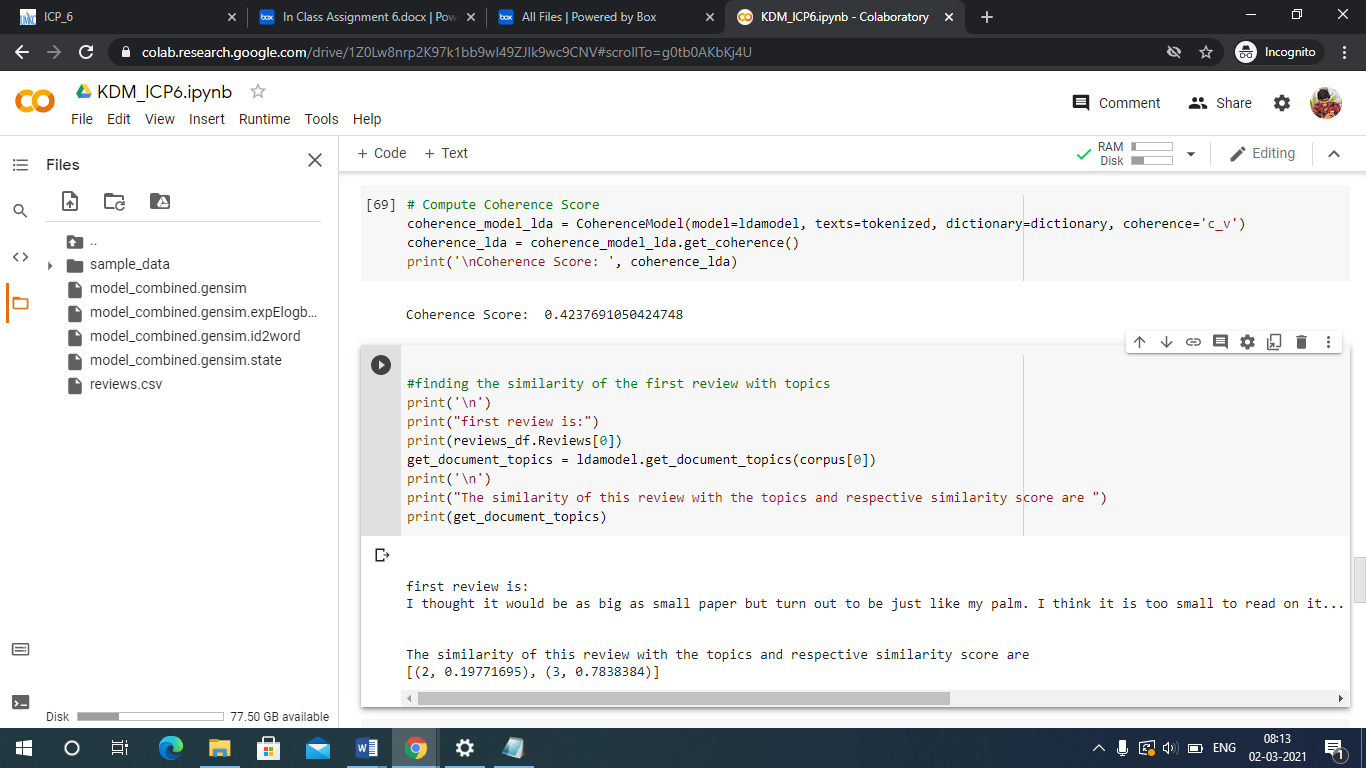 ICP_6
In Class Assignment 6.docx | Pow
All Files | Powered by Box
KDM_ICP6.ipynb - Colaboratory
colab.research.google.com/drive/1Z0Lw8nrp2K97k1bb9wI49ZJIk9wc9CNV#scrollTo=g0tb0AKbKj4U
Incognito
KDM_ICP6.ipynb
File Edit View Insert Runtime Tools Help
Comment
Share
Files
+ Code + Text
RAM
Disk
Editing
..
sample_data
model_combined.gensim
model_combined.gensim.expElogb...
model_combined.gensim.id2word
model_combined.gensim.state
reviews.csv
[69] # Compute Coherence Score
coherence_model_lda = CoherenceModel(model=ldamodel, texts=tokenized, dictionary=dictionary, coherence='c_v')
coherence_lda = coherence_model_lda.get_coherence()
print('\nCoherence Score: ', coherence_lda)
Coherence Score:  0.4237691050424748
#finding the similarity of the first review with topics
print('\n')
print("first review is:")
print(reviews_df.Reviews[0])
get_document_topics = ldamodel.get_document_topics(corpus[0])
print('\n')
print("The similarity of this review with the topics and respective similarity score are ")
print(get_document_topics)
first review is:
I thought it would be as big as small paper but turn out to be just like my palm. I think it is too small to read on it...
The similarity of this review with the topics and respective similarity score are
[(2, 0.19771695), (3, 0.7838384)]
Disk
77.50 GB available
ENG
08:13
02-03-2021
1